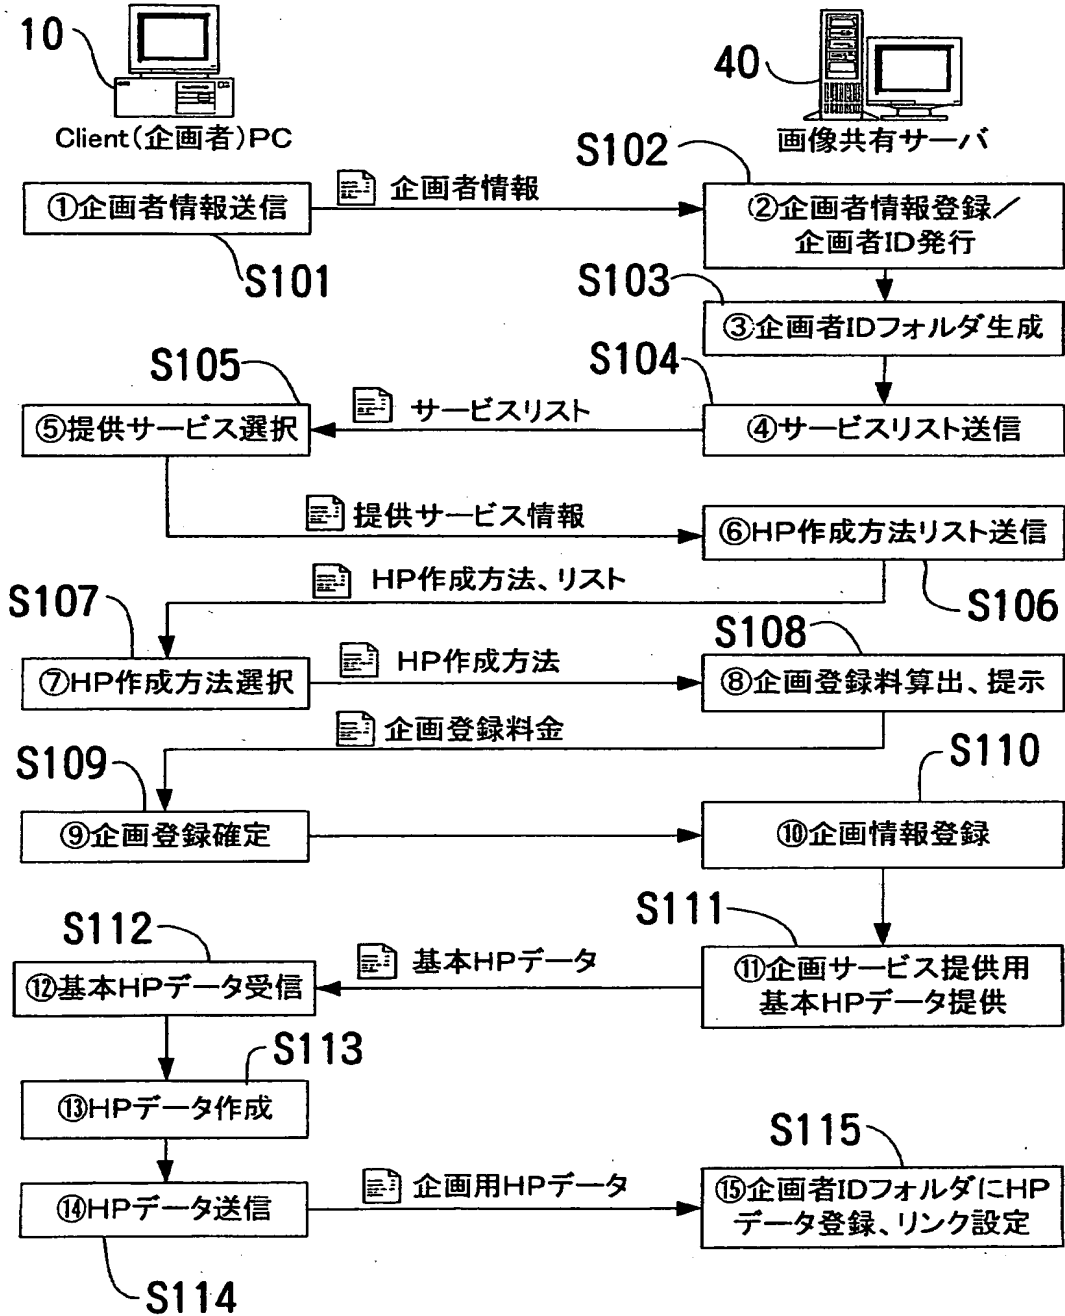 10
40
Client(企画者)PC
画像共有サーバ
S102
①企画者情報送信
企画者情報
②企画者情報登録／
企画者ID発行
S101
S103
③企画者IDフォルダ生成
S105
S104
⑤提供サービス選択
サービスリスト
④サービスリスト送信
提供サービス情報
⑥HP作成方法リスト送信
HP作成方法、リスト
S107
S106
S108
⑦HP作成方法選択
HP作成方法
⑧企画登録料算出、提示
企画登録料金
S109
S110
⑨企画登録確定
⑩企画情報登録
S111
S112
⑫基本HPデータ受信
基本HPデータ
⑪企画サービス提供用
基本HPデータ提供
S113
⑬HPデータ作成
S115
⑭HPデータ送信
企画用HPデータ
⑮企画者IDフォルダにHP
データ登録、リンク設定
S114